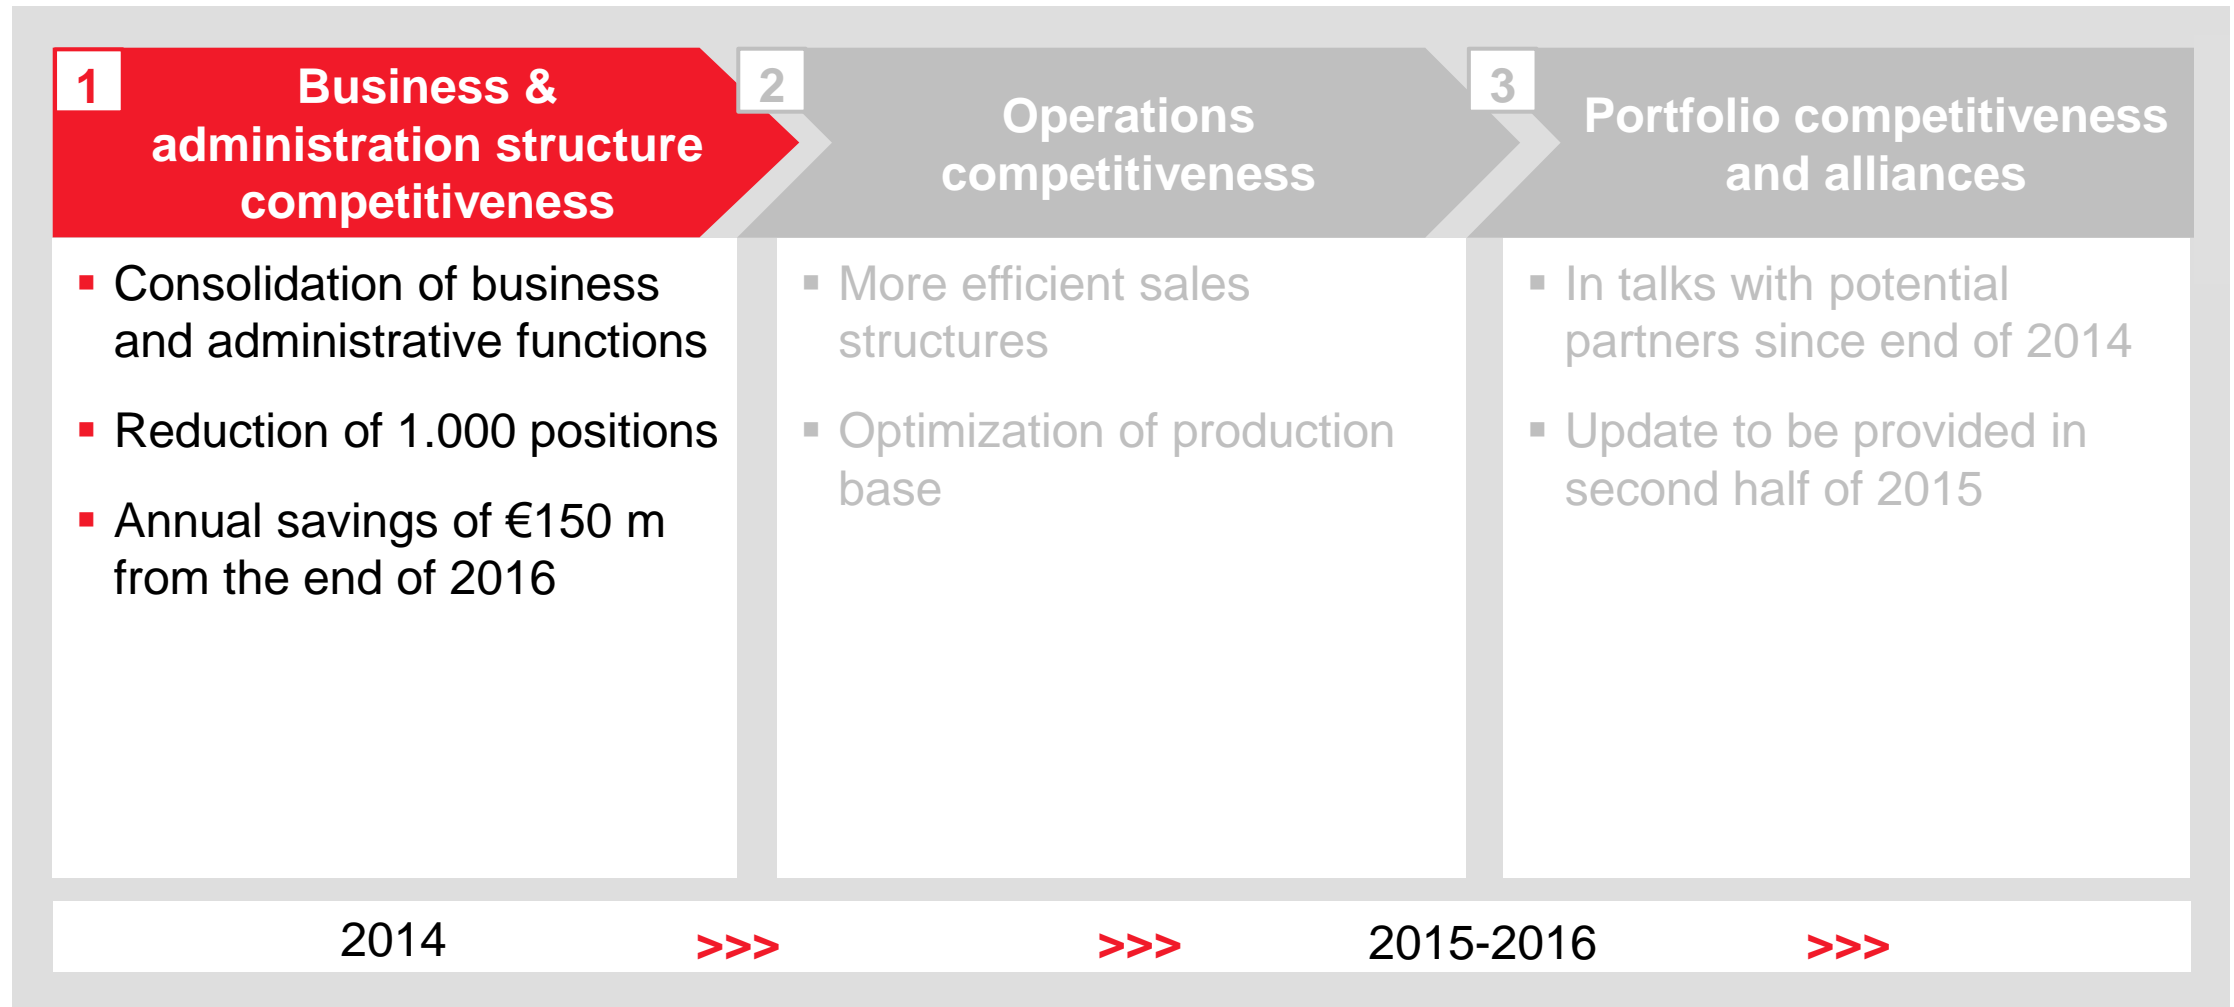 1
Business &
administration structure
competitiveness
▪ Consolidation of business
and administrative functions
▪ Reduction of 1.000 positions
▪ Annual savings of €150 m
from the end of 2016
2
Operations
competitiveness
▪ More efficient sales
structures
▪ Optimization of production
base
3
Portfolio competitiveness
and alliances
▪ In talks with potential
partners since end of 2014
▪ Update to be provided in
second half of 2015
2014 >>> >>> 2015-2016 >>>